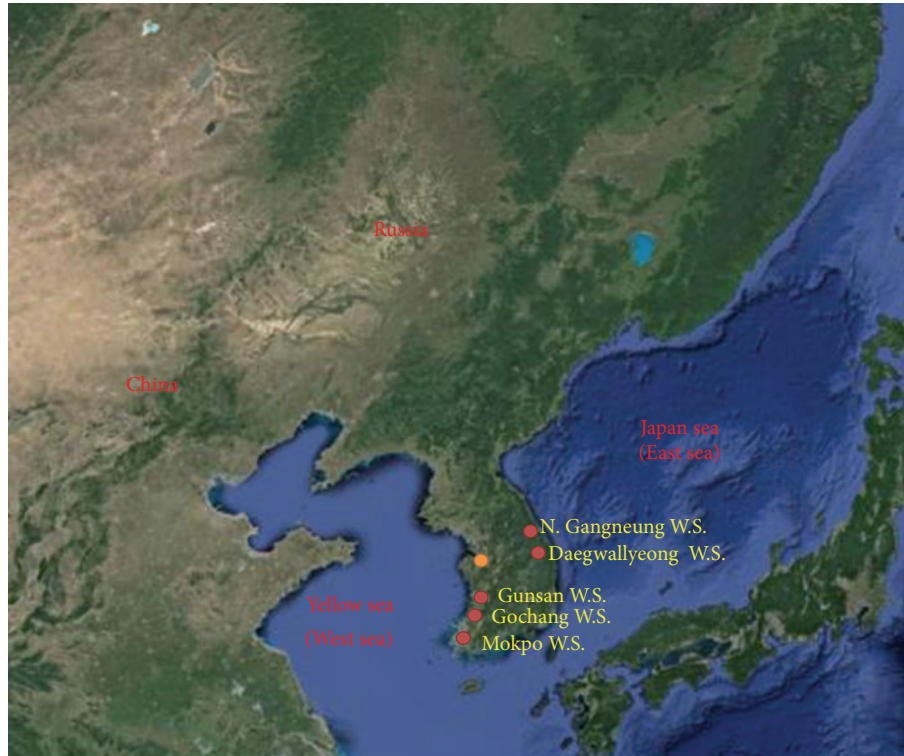 Russia
China
Japan sea
(East sea)
N. Gangneung W.S.
Daegwallyeong W.S.
Gunsan W.S.
Yellow sea
Gochang W.S.
(West sea)
Mokpo W.S.